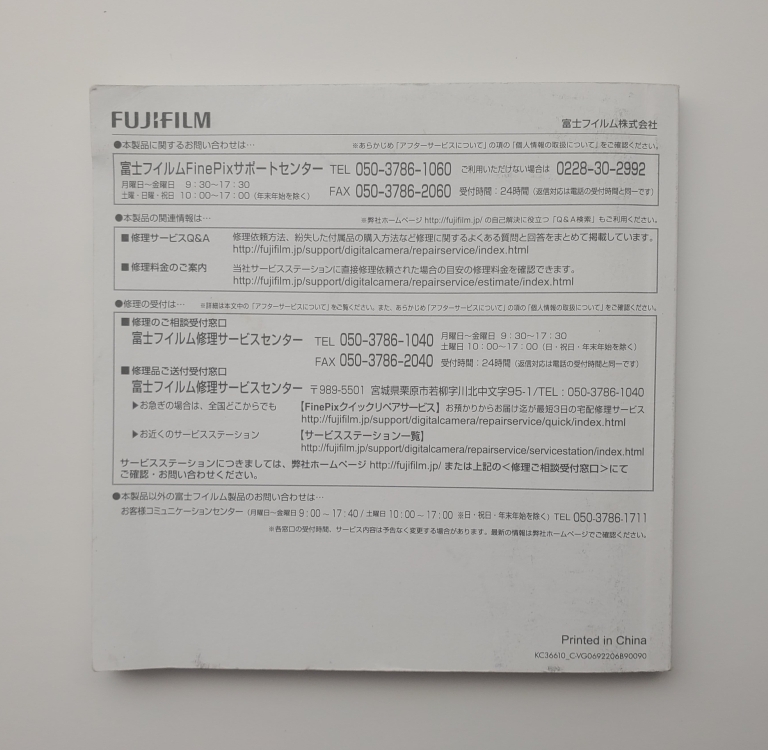 FUJIFILM
富士フイルム株式会社
●本製品に関するお問い合わせは… ※あらかじめ「アフターサービスについて」の項の「個人情報の取扱について」をご確認ください。
富士フイルムFinePixサポートセンター TEL 050-3786-1060 ご利用いただけない場合は 0228-30-2992
月曜日〜金曜日 9：30〜17：30
土曜・日曜・祝日 10：00〜17：00（年末年始を除く） FAX 050-3786-2060 受付時間：24時間（返信対応は電話の受付時間と同一です）
●本製品の関連情報は… ※弊社ホームページ http://fujifilm.jp/ の自己解決に役立つ「Q&A検索」もご利用ください。
■修理サービスQ&A 修理依頼方法、紛失した付属品の購入方法など修理に関するよくある質問と回答をまとめて掲載しています。
http://fujifilm.jp/support/digitalcamera/repairservice/index.html
■修理料金のご案内 当社サービスステーションに直接修理依頼された場合の目安の修理料金を確認できます。
http://fujifilm.jp/support/digitalcamera/repairservice/estimate/index.html
●修理の受付は… ※詳細は本文中の「アフターサービスについて」をご覧ください。また、あらかじめ「アフターサービスについて」の項の「個人情報の取扱について」をご確認ください。
■修理のご相談受付窓口
富士フイルム修理サービスセンター TEL 050-3786-1040 月曜日〜金曜日 9：30〜17：30
土曜日 10：00〜17：00（日・祝日・年末年始を除く）
FAX 050-3786-2040 受付時間：24時間（返信対応は電話の受付時間と同一です）
■修理品ご送付受付窓口
富士フイルム修理サービスセンター 〒989-5501 宮城県栗原市若柳字川北中文字95-1/TEL：050-3786-1040
▶お急ぎの場合は、全国どこからでも 【FinePixクイックリペアサービス】お預かりからお届け迄が最短3日の宅配修理サービス
http://fujifilm.jp/support/digitalcamera/repairservice/quick/index.html
▶お近くのサービスステーション 【サービスステーション一覧】
http://fujifilm.jp/support/digitalcamera/repairservice/servicestation/index.html
サービスステーションにつきましては、弊社ホームページ http://fujifilm.jp/ または上記の＜修理ご相談受付窓口＞にて
ご確認・お問い合わせください。
●本製品以外の富士フイルム製品のお問い合わせは…
お客様コミュニケーションセンター（月曜日〜金曜日 9：00 〜 17：40 / 土曜日 10：00 〜 17：00 ※日・祝日・年末年始を除く）TEL 050-3786-1711
※各窓口の受付時間、サービス内容は予告なく変更する場合があります。最新の情報は弊社ホームページでご確認ください。
Printed in China
KC36610_C-VG0692206B90090